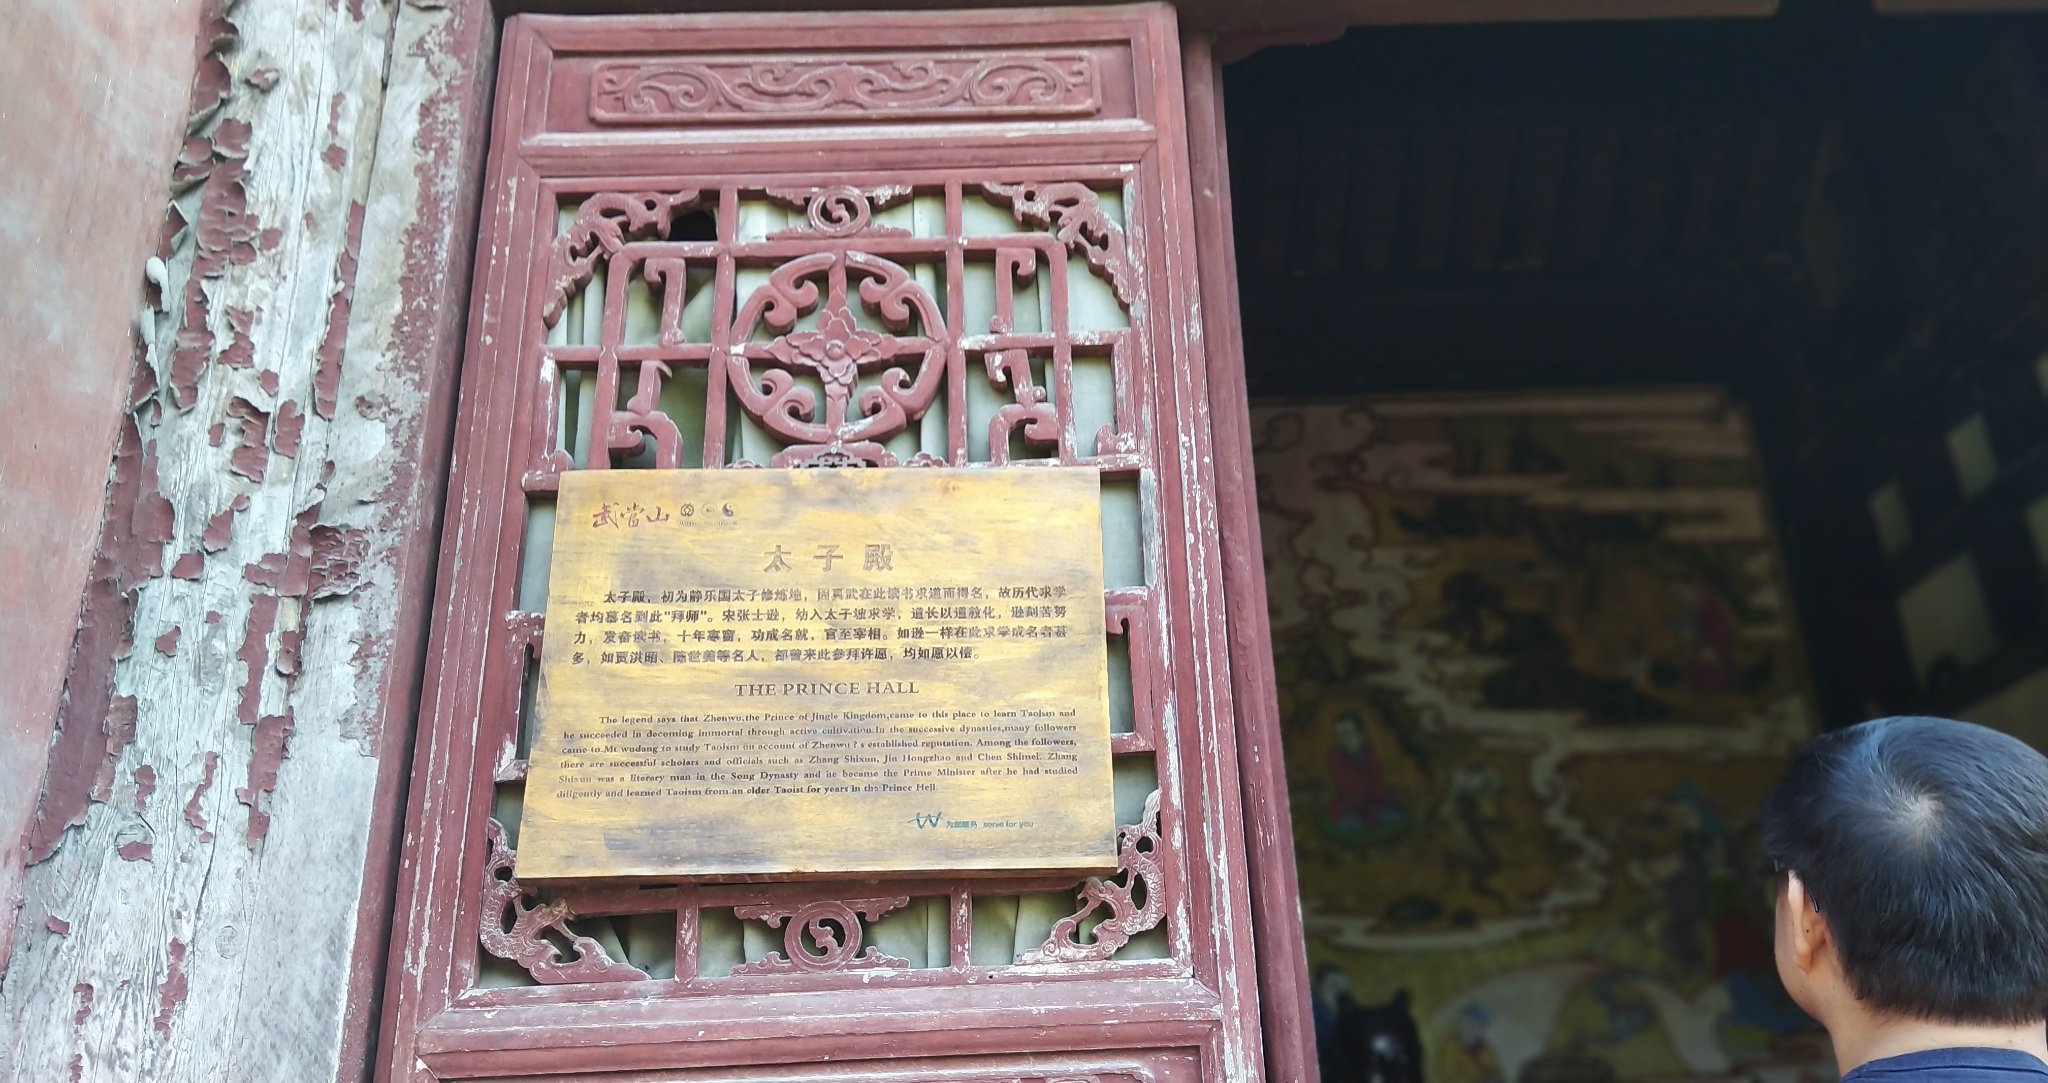 武當山
太子殿
太子殿，初为静乐国太子修炼地，因真武在此读书求道而得名，故历代求学
者均慕名到此“拜师”。宋张士逊，幼入太子坡求学，道长以道教化，逊刻苦努
力，发奋读书，十年寒窗，功成名就，官至宰相。如逊一样在此求学成名者甚
多，如贾洪昭、陈世美等名人，都曾来此参拜许愿，均如愿以偿。
THE PRINCE HALL
The legend says that Zhenwu,the Prince of Jingle Kingdom,came to this place to learn Taoism and
he succeeded in decoming immortal through active cultivation.In the successive dynasties,many followers
came to Mt wudang to study Taoism on account of Zhenwu ? s established reputation. Among the followers,
there are successful scholars and officials such as Zhang Shixun, Jin Hongzhao and Chen Shimei. Zhang
Shixun was a literary man in the Song Dynasty and he became the Prime Minister after he had studied
diligently and learned Taoism from an older Taoist for years in the Prince Hell.
为您服务 serve for you